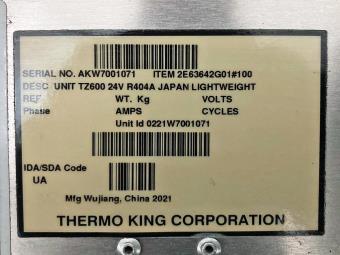 SERIAL NO. AKW7001071 ITEM 2E63642G01#100
DESC UNIT TZ600 24V R404A JAPAN LIGHTWEIGHT
REF WT. Kg VOLTS
Phase AMPS CYCLES
Unit Id 0221W7001071
IDA/SDA Code
UA
Mfg Wujiang, China 2021
THERMO KING CORPORATION